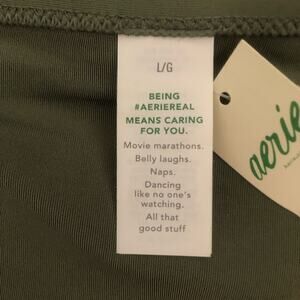 L/G
BEING
#AERIEREAL
MEANS CARING
FOR YOU.
Movie marathons.
Belly laughs.
Naps.
Dancing
like no one's
watching.
All that
good stuff
aerie